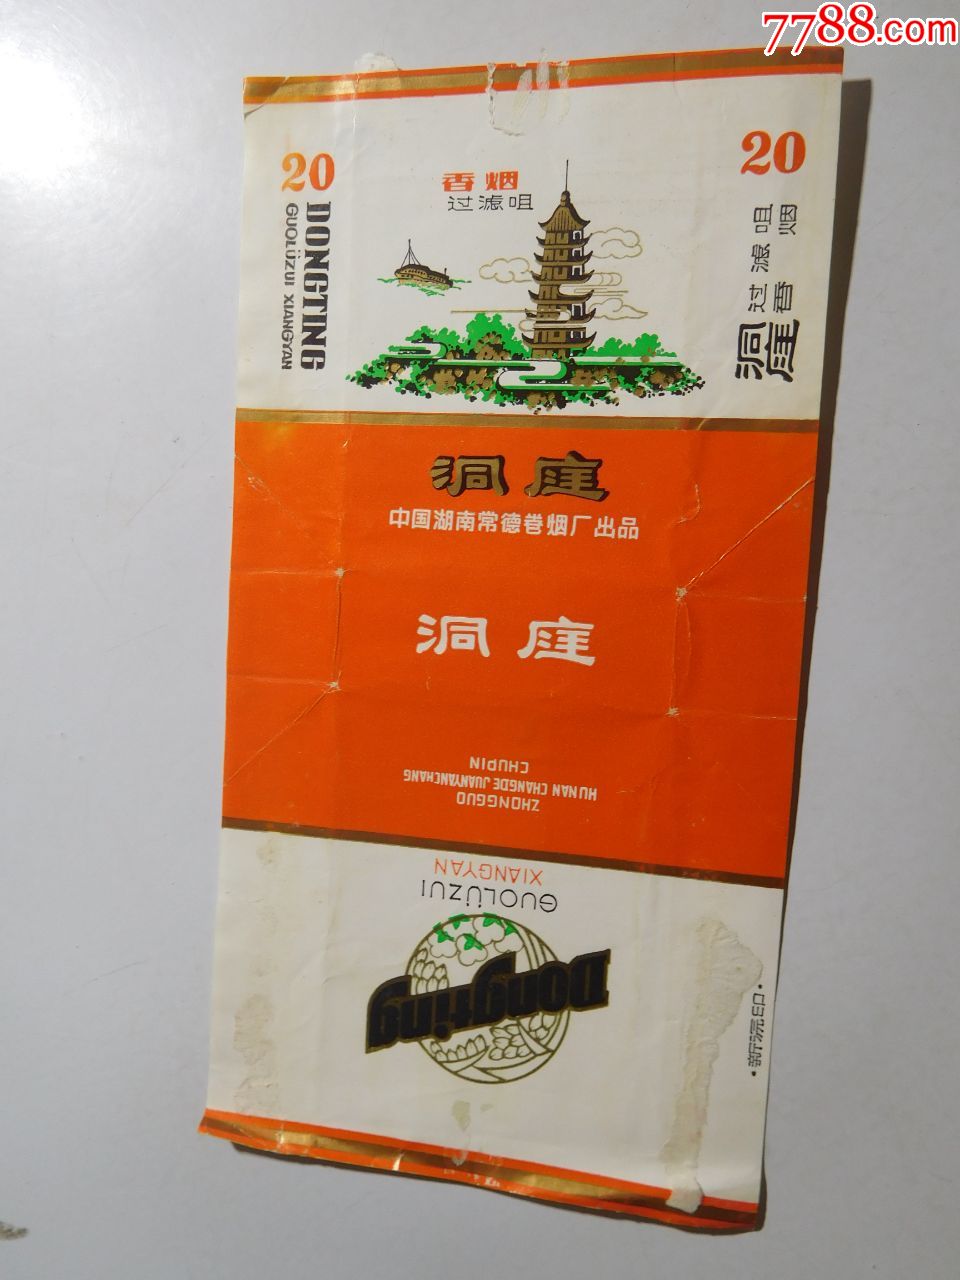 7788.com
20
DONGTING
GUOLÜZUI XIANGYAN
香烟
过滤咀
20
过滤咀
香烟
洞庭
洞庭
中国湖南常德卷烟厂出品
洞庭
ZHONGGUO
HUNAN CHANGDE JUANYANCHANG
CHUPIN
XIANGYAN
GUOLÜZUI
Dongting